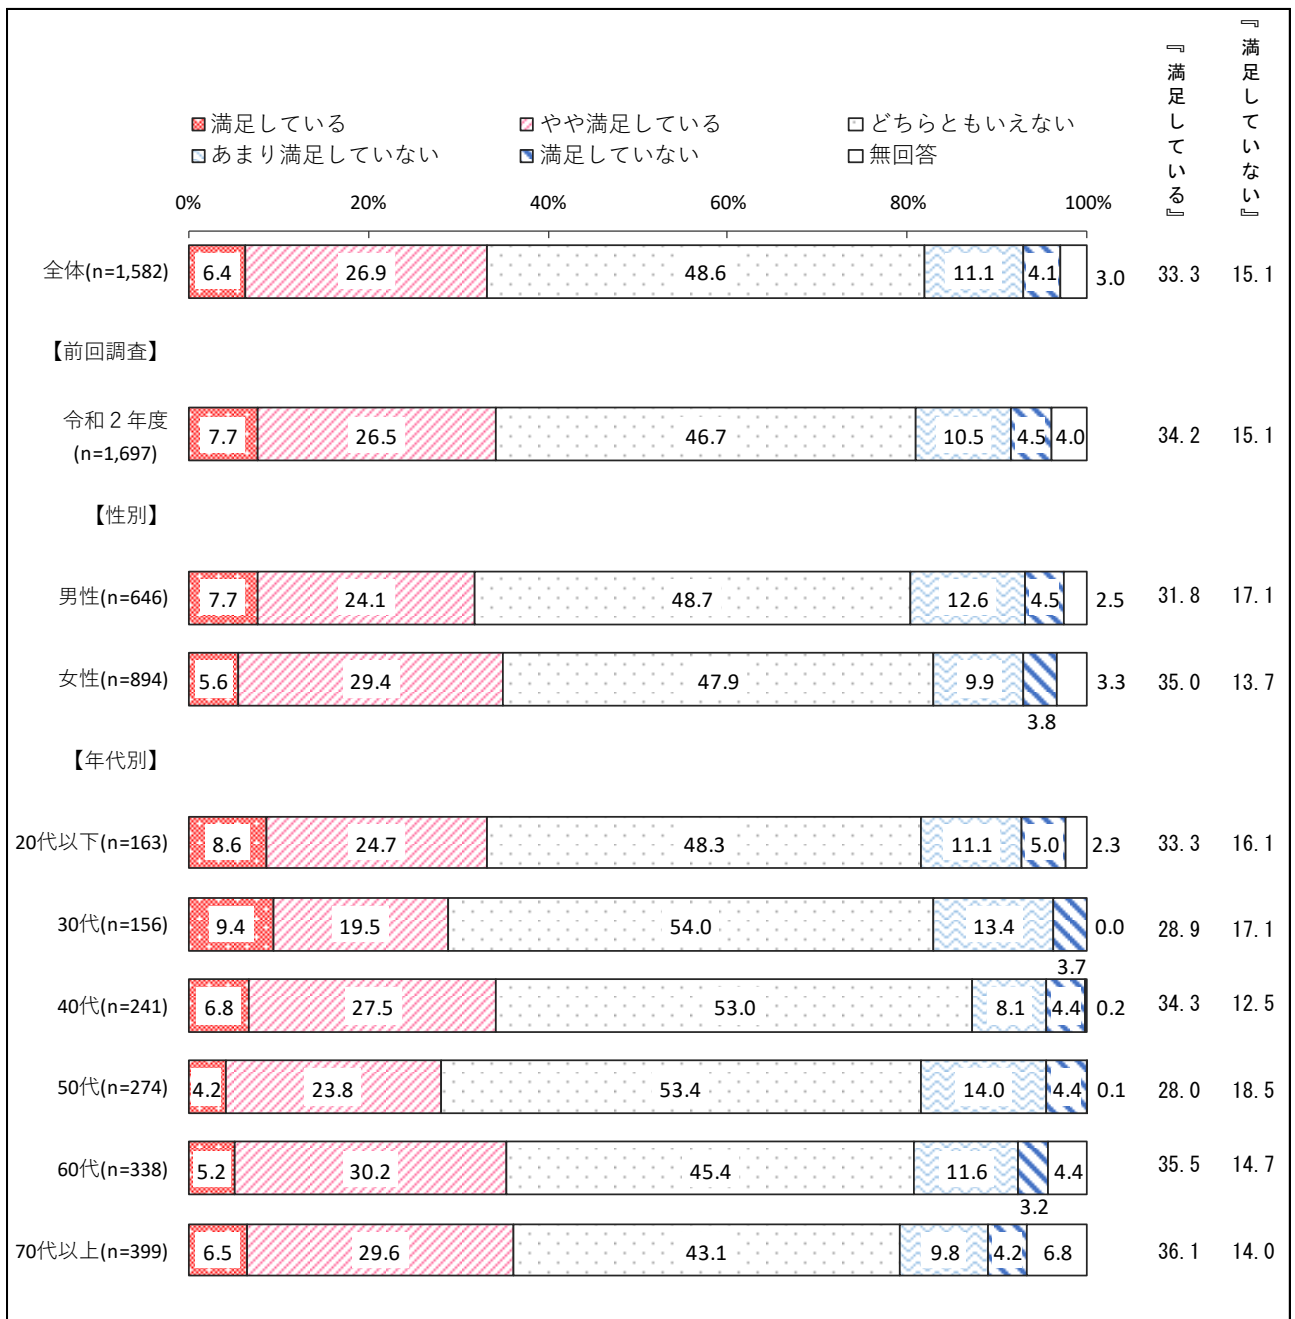 『満足している』
『満足していない』
満足している やや満足している どちらともいえない
あまり満足していない 満足していない 無回答
0% 20% 40% 60% 80% 100%
全体(n=1,582) 6.4 26.9 48.6 11.1 4.1 3.0 33.3 15.1
【前回調査】
令和２年度
(n=1,697) 7.7 26.5 46.7 10.5 4.5 4.0 34.2 15.1
【性別】
男性(n=646) 7.7 24.1 48.7 12.6 4.5 2.5 31.8 17.1
女性(n=894) 5.6 29.4 47.9 9.9 3.3 35.0 13.7
3.8
【年代別】
20代以下(n=163) 8.6 24.7 48.3 11.1 5.0 2.3 33.3 16.1
30代(n=156) 9.4 19.5 54.0 13.4 0.0 28.9 17.1
3.7
40代(n=241) 6.8 27.5 53.0 8.1 4.4 0.2 34.3 12.5
50代(n=274) 4.2 23.8 53.4 14.0 4.4 0.1 28.0 18.5
60代(n=338) 5.2 30.2 45.4 11.6 4.4 35.5 14.7
3.2
70代以上(n=399) 6.5 29.6 43.1 9.8 4.2 6.8 36.1 14.0